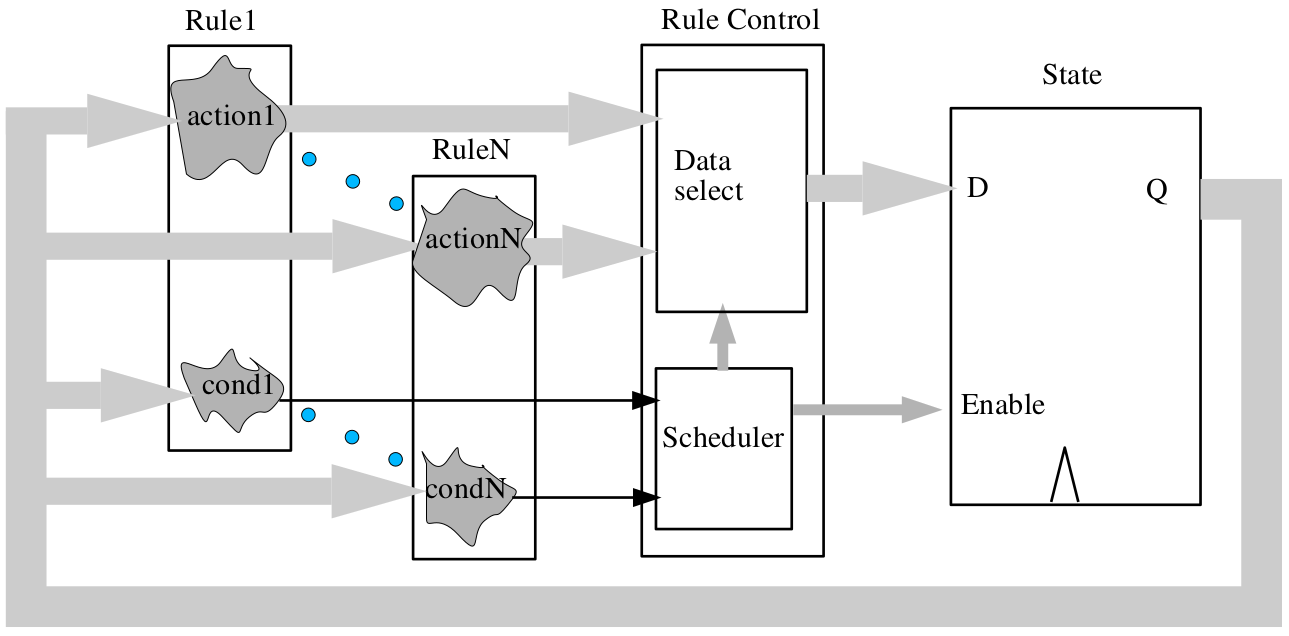 Rule1
Rule Control
State
action1
RuleN
Data
select
D
Q
actionN
cond1
Enable
Scheduler
condN